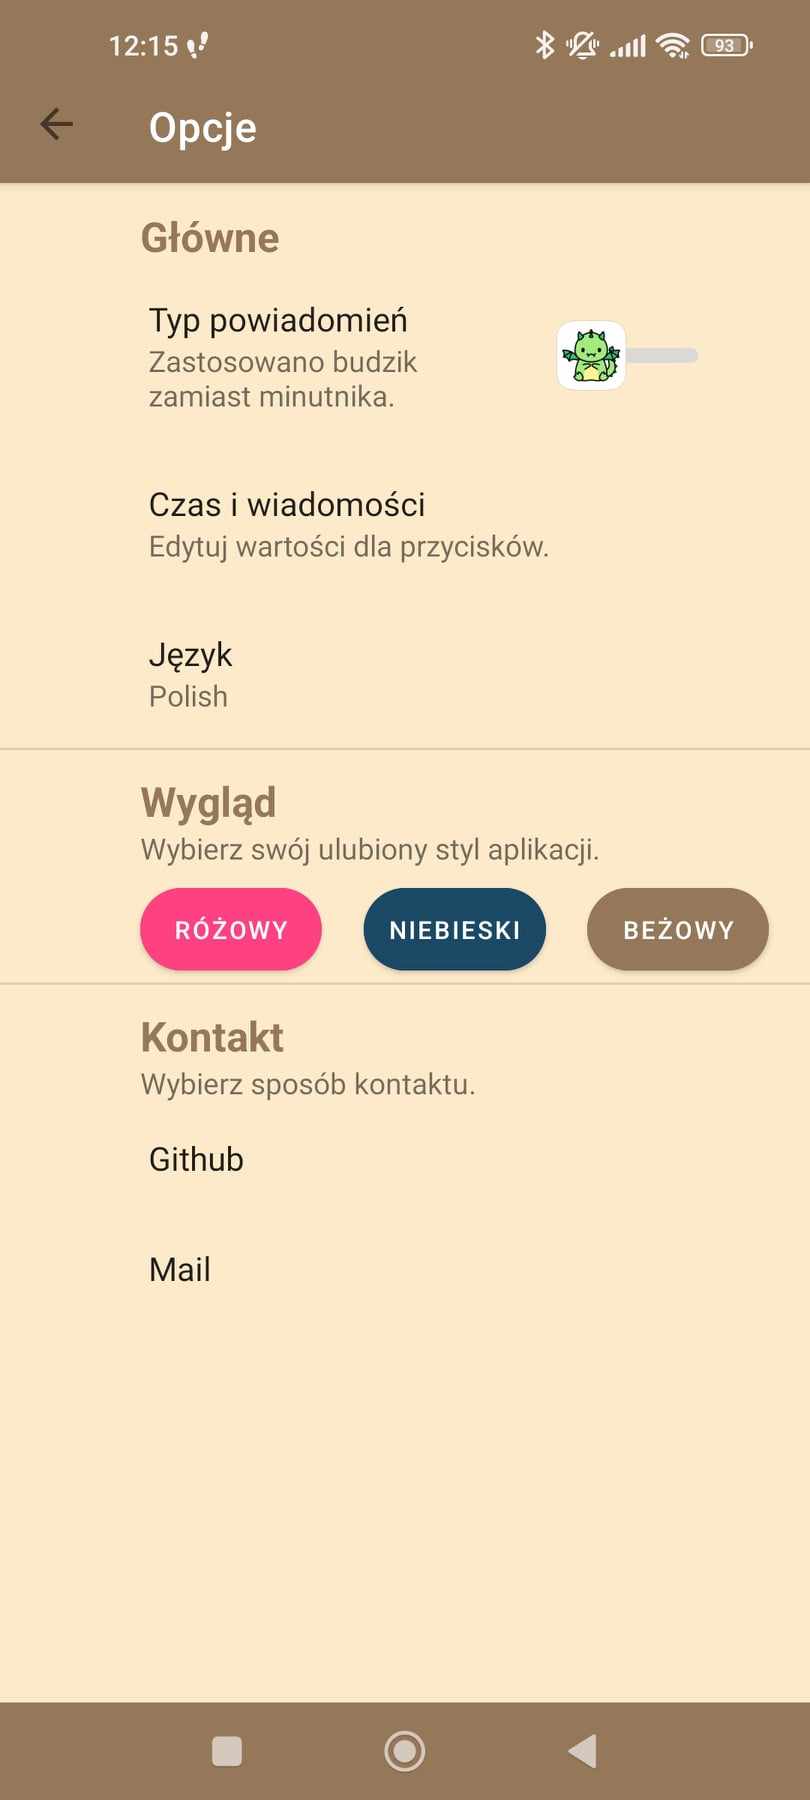 12:15
93
Opcje
Główne
Typ powiadomień
Zastosowano budzik
zamiast minutnika.
Czas i wiadomości
Edytuj wartości dla przycisków.
Język
Polish
Wygląd
Wybierz swój ulubiony styl aplikacji.
RÓŻOWY NIEBIESKI BEŻOWY
Kontakt
Wybierz sposób kontaktu.
Github
Mail